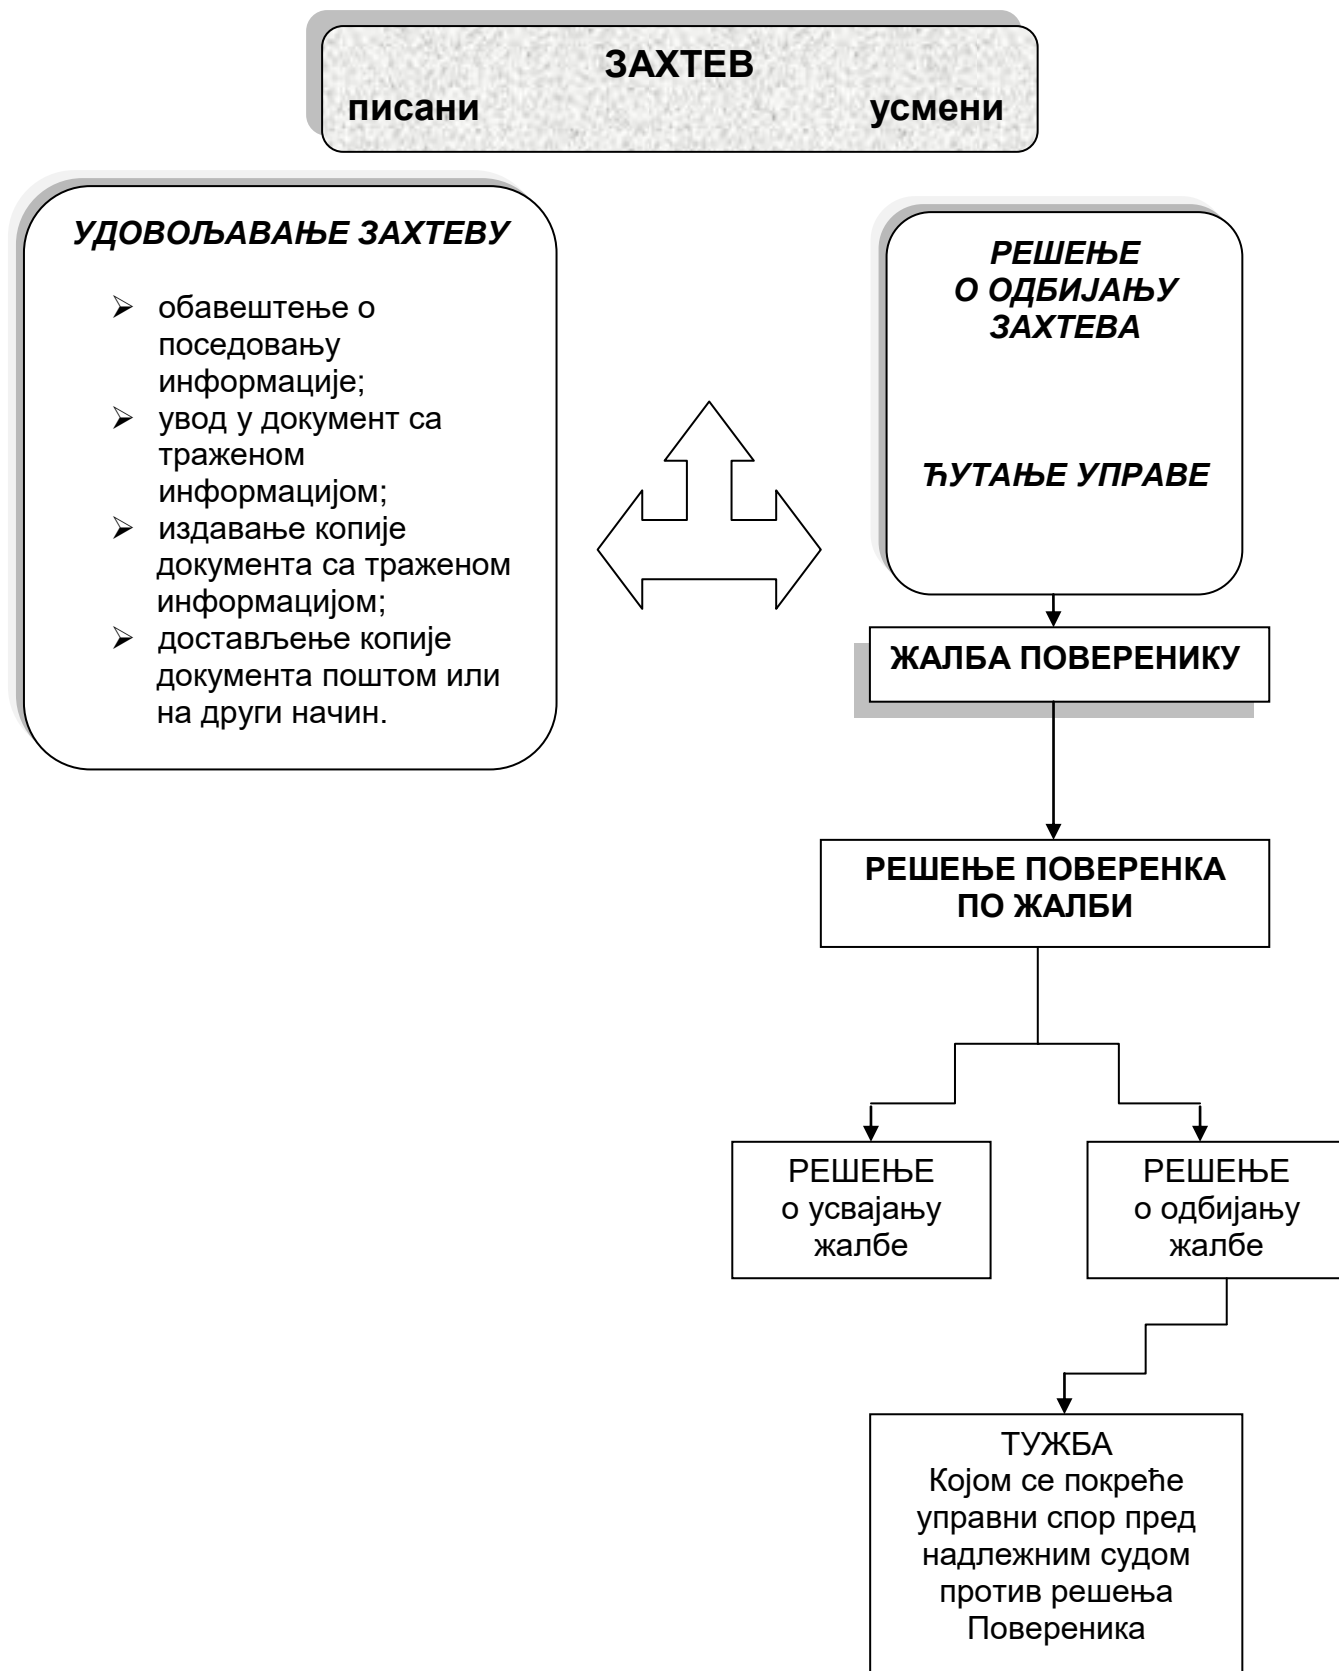 ЗАХТЕВ
писани усмени
УДОВОЉАВАЊЕ ЗАХТЕВУ
обавештење о
поседовању
информације;
увод у документ са
траженом
информацијом;
издавање копије
документа са траженом
информацијом;
достављење копије
документа поштом или
на други начин.
РЕШЕЊЕ
О ОДБИЈАЊУ
ЗАХТЕВА
ЋУТАЊЕ УПРАВЕ
ЖАЛБА ПОВЕРЕНИКУ
РЕШЕЊЕ ПОВЕРЕНКА
ПО ЖАЛБИ
РЕШЕЊЕ
о усвајању
жалбе
РЕШЕЊЕ
о одбијању
жалбе
ТУЖБА
Којом се покреће
управни спор пред
надлежним судом
против решења
Повереника